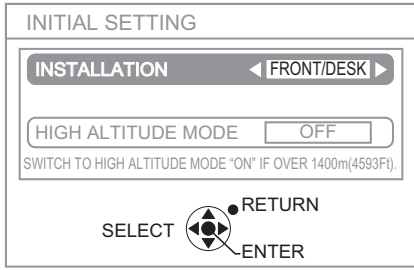 INITIAL SETTING
INSTALLATION FRONT/DESK
HIGH ALTITUDE MODE OFF
SWITCH TO HIGH ALTITUDE MODE “ON” IF OVER 1400m(4593Ft).
RETURN
SELECT
ENTER